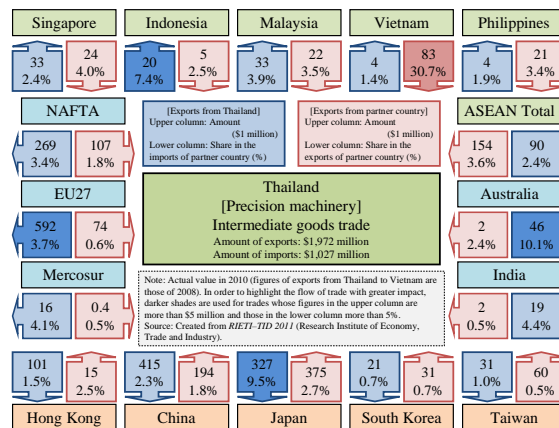 Singapore Indonesia Malaysia Vietnam Philippines
33 24 20 5 33 22 4 83 4 21
2.4% 4.0% 7.4% 2.5% 3.9% 3.5% 1.4% 30.7% 1.9% 3.4%
NAFTA
269 107
3.4% 1.8%
[Exports from Thailand]
Upper column: Amount
($1 million)
Lower column: Share in the
imports of partner country (%)
[Exports from partner country]
Upper column: Amount
($1 million)
Lower column: Share in the
exports of partner country (%)
ASEAN Total
154 90
3.6% 2.4%
EU27
592 74
3.7% 0.6%
Thailand
[Precision machinery]
Intermediate goods trade
Amount of exports: $1,972 million
Amount of imports: $1,027 million
Australia
2 46
2.4% 10.1%
Mercosur
16 0.4
4.1% 0.5%
Note: Actual value in 2010 (figures of exports from Thailand to Vietnam are
those of 2008). In order to highlight the flow of trade with greater impact,
darker shades are used for trades whose figures in the upper column are
more than $5 million and those in the lower column more than 5%.
Source: Created from RIETI-TID 2011 (Research Institute of Economy,
Trade and Industry).
India
2 19
0.5% 4.4%
101 15 415 194 327 375 21 31 31 60
1.5% 2.5% 2.3% 1.8% 9.5% 2.7% 0.7% 0.7% 1.0% 0.5%
Hong Kong China Japan South Korea Taiwan